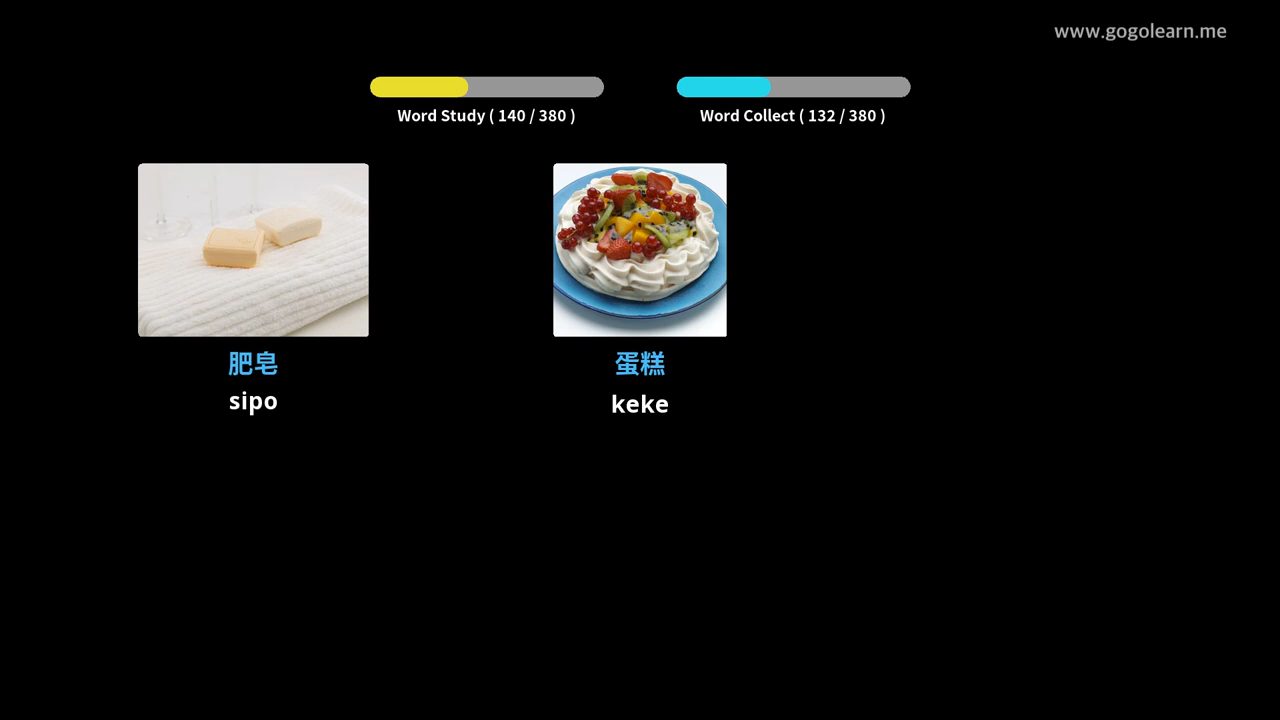 www.gogolearn.me
Word Study ( 140 / 380 )
Word Collect ( 132 / 380 )
肥皂
蛋糕
sipo
keke